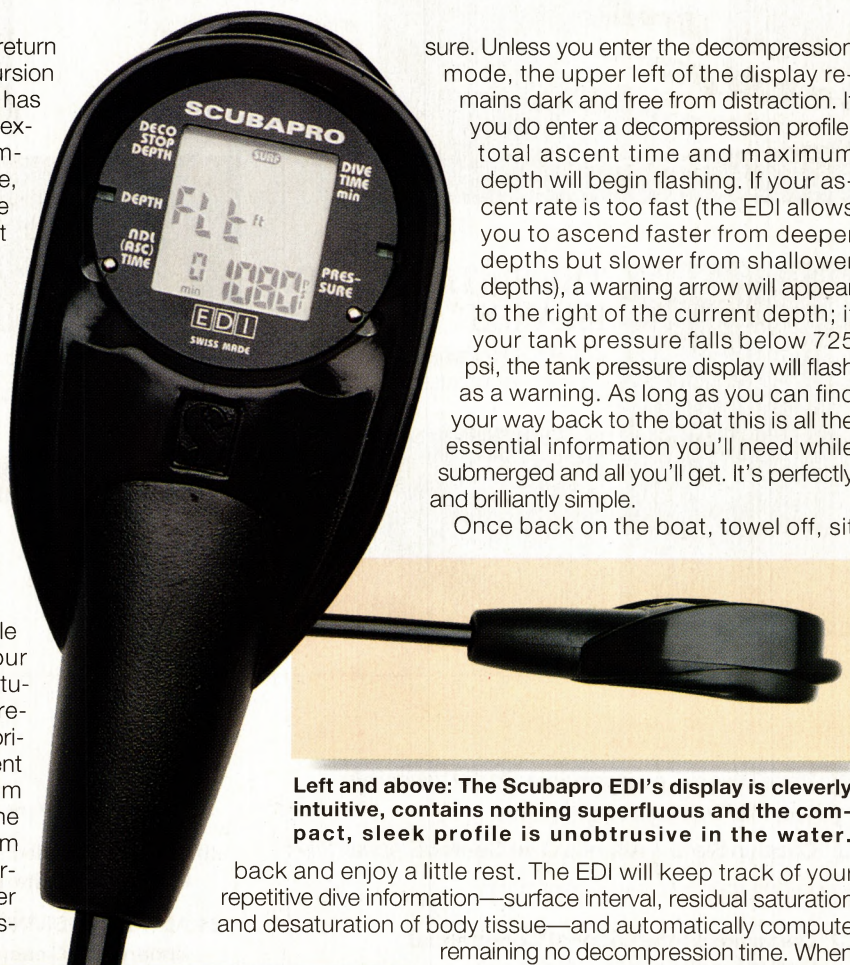 return
ursion
has
ex-
m-
e,
e
t
le
our
tu-
re-
ori-
ent
m
ne
m
r-
er
s-
SCUBAPRO
DECO
STOP
DEPTH
SURF
DIVE
TIME
min
DEPTH
FLt ft
NDL
(ASC)
TIME
0 1080 PSI
min
PRES-
SURE
EDI
SWISS MADE
S
sure. Unless you enter the decompression
mode, the upper left of the display re-
mains dark and free from distraction. If
you do enter a decompression profile
total ascent time and maximum
depth will begin flashing. If your as-
cent rate is too fast (the EDI allows
you to ascend faster from deeper
depths but slower from shallower
depths), a warning arrow will appear
to the right of the current depth; if
your tank pressure falls below 725
psi, the tank pressure display will flash
as a warning. As long as you can find
your way back to the boat this is all the
essential information you'll need while
submerged and all you'll get. It's perfectly
and brilliantly simple.
Once back on the boat, towel off, sit
Left and above: The Scubapro EDI's display is cleverly
intuitive, contains nothing superfluous and the com-
pact, sleek profile is unobtrusive in the water.
back and enjoy a little rest. The EDI will keep track of your
repetitive dive information—surface interval, residual saturation
and desaturation of body tissue—and automatically compute
remaining no decompression time. When